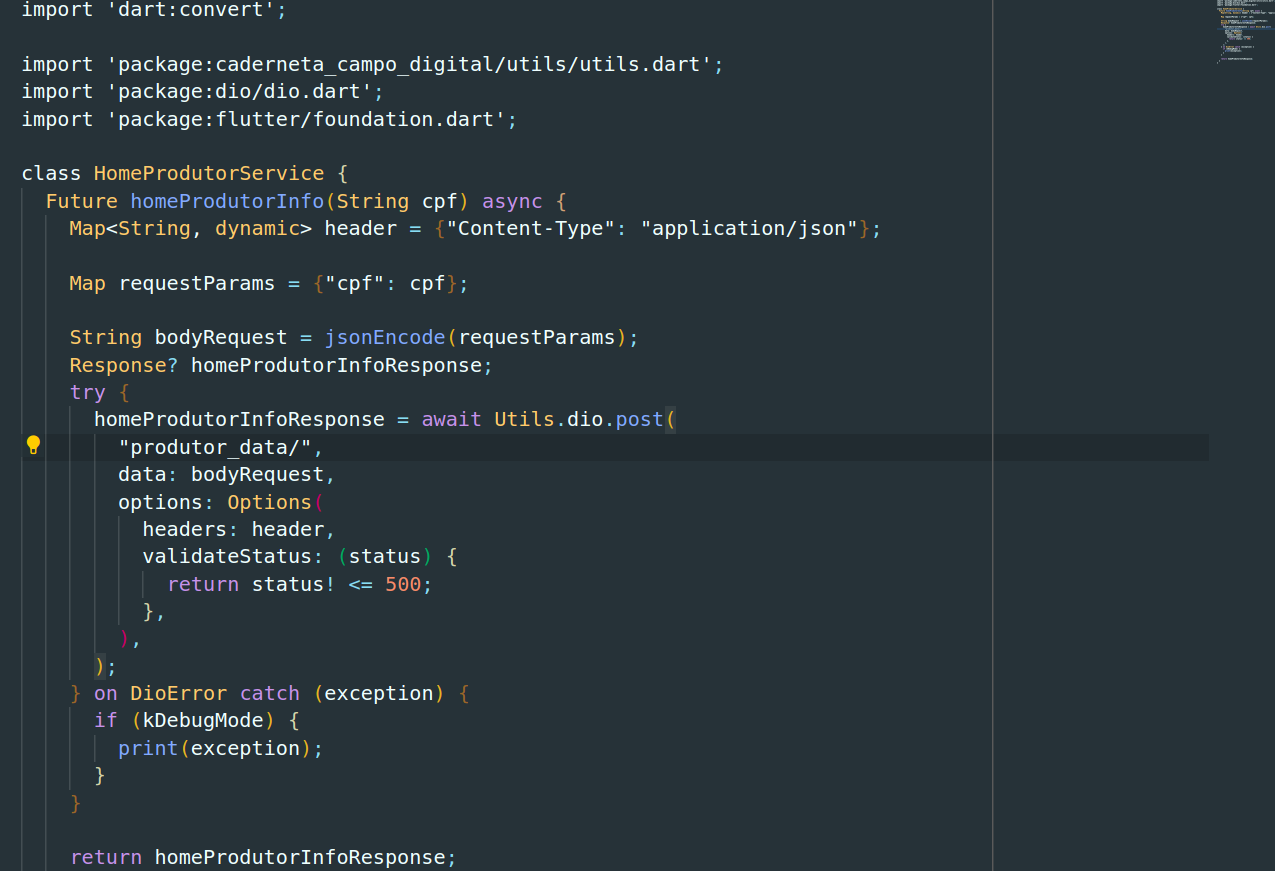 import 'dart:convert';
import 'package:caderneta_campo_digital/utils/utils.dart';
import 'package:dio/dio.dart';
import 'package:flutter/foundation.dart';
class HomeProdutorService {
  Future homeProdutorInfo(String cpf) async {
    Map<String, dynamic> header = {"Content-Type": "application/json"};
    Map requestParams = {"cpf": cpf};
    String bodyRequest = jsonEncode(requestParams);
    Response? homeProdutorInfoResponse;
    try {
      homeProdutorInfoResponse = await Utils.dio.post(
        "produtor_data/",
        data: bodyRequest,
        options: Options(
          headers: header,
          validateStatus: (status) {
            return status! <= 500;
          },
        ),
      );
    } on DioError catch (exception) {
      if (kDebugMode) {
        print(exception);
      }
    }
    return homeProdutorInfoResponse;